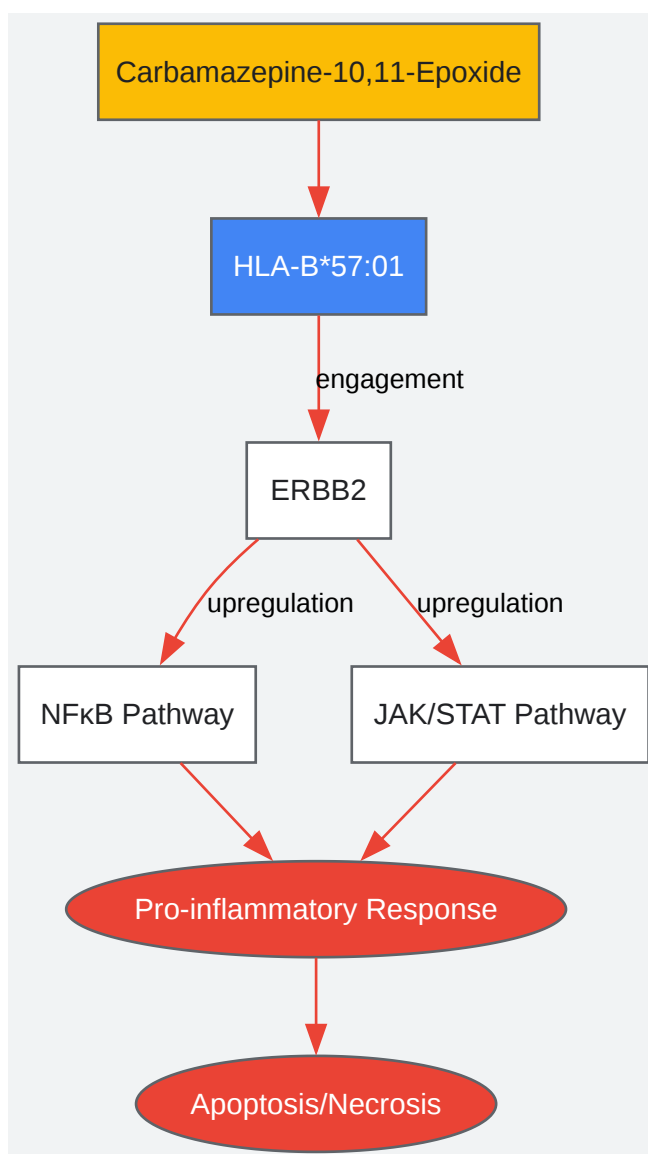 Carbamazepine-10,11-Epoxide
HLA-B*57:01
engagement
ERBB2
upregulation
upregulation
NFκB Pathway
JAK/STAT Pathway
Pro-inflammatory Response
Apoptosis/Necrosis